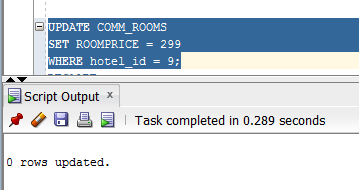 UPDATE COMM_ROOMS
SET ROOMPRICE = 299
WHERE hotel_id = 9;
Script Output
Task completed in 0.289 seconds
0 rows updated.